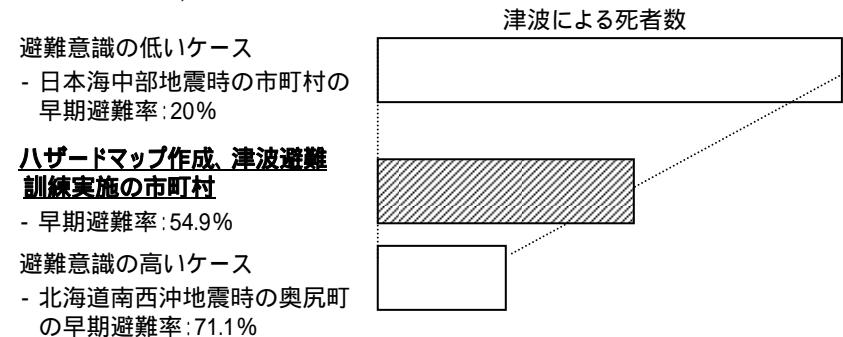 津波による死者数
避難意識の低いケース
- 日本海中部地震時の市町村の
早期避難率:20%
ハザードマップ作成、津波避難
訓練実施の市町村
- 早期避難率:54.9%
避難意識の高いケース
- 北海道南西沖地震時の奥尻町
の早期避難率:71.1%